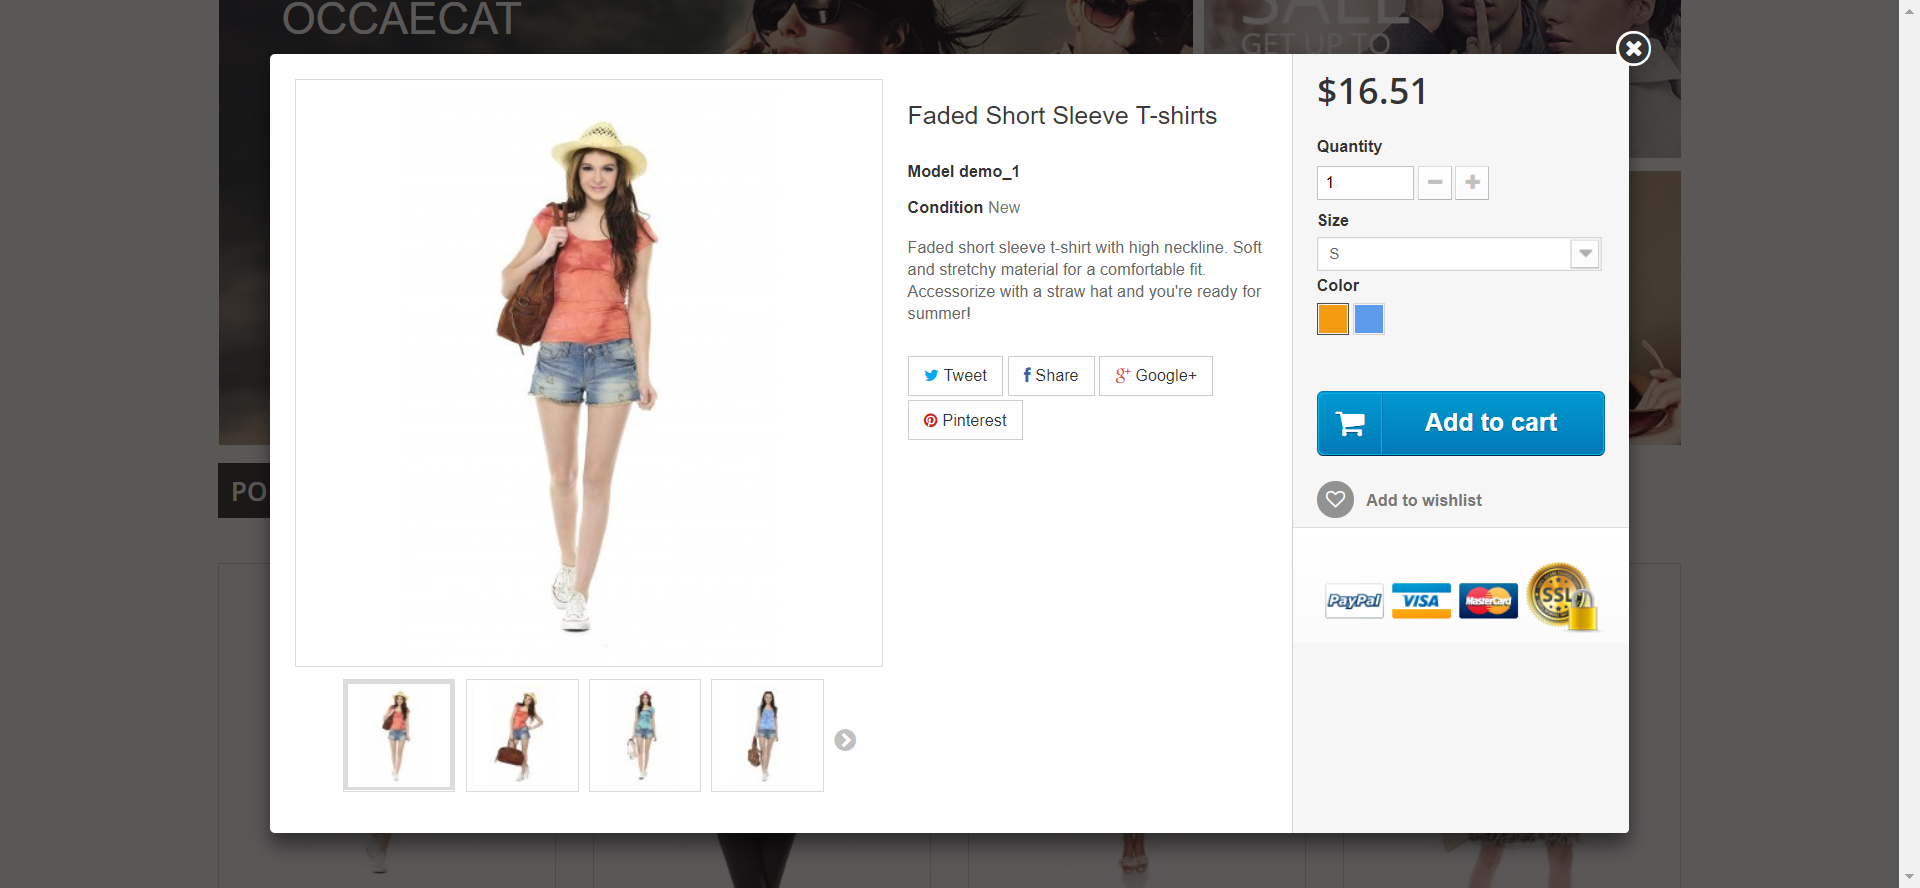 OCCAECAT
SALE
GET UP TO
$16.51
Faded Short Sleeve T-shirts
Model demo_1
Condition New
Faded short sleeve t-shirt with high neckline. Soft
and stretchy material for a comfortable fit.
Accessorize with a straw hat and you're ready for
summer!
Tweet
Share
g+ Google+
Pinterest
Quantity
1
Size
S
Color
Add to cart
Add to wishlist
PayPal
VISA
MasterCard
SSL
PO